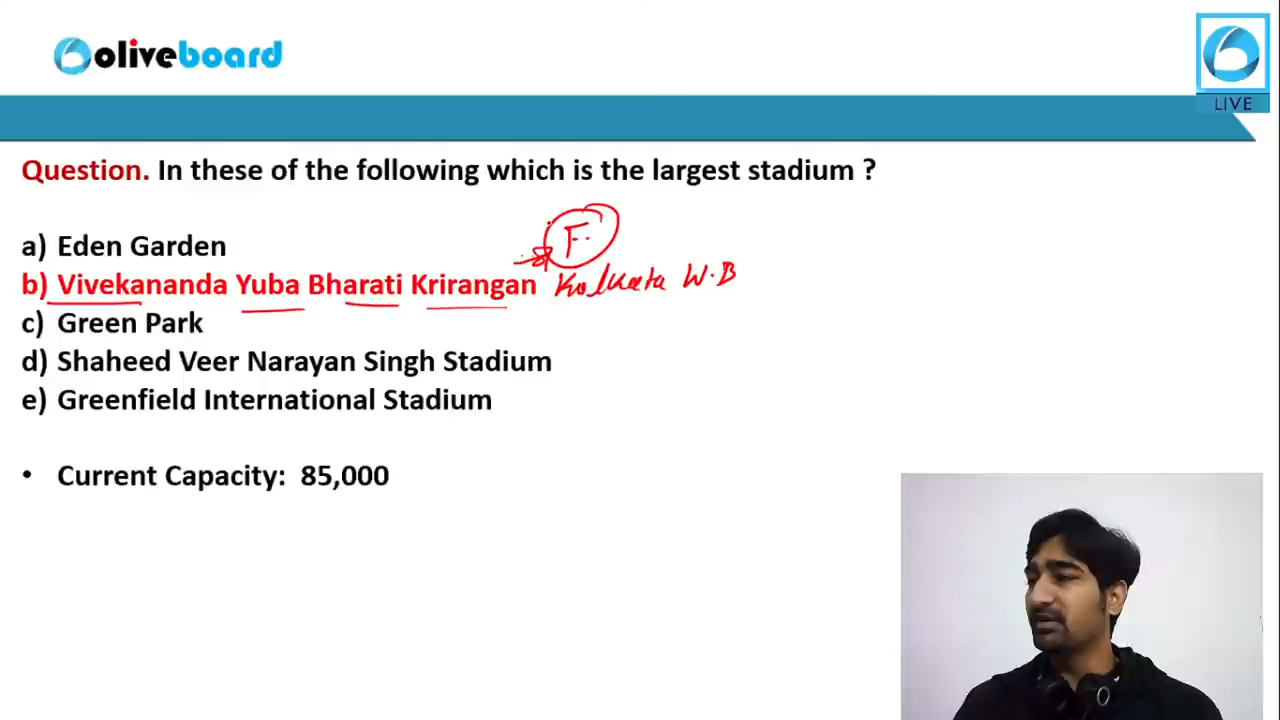 oliveboard
LIVE
Question. In these of the following which is the largest stadium ?
F
a) Eden Garden
b) Vivekananda Yuba Bharati Krirangan Kolkata W.B
c) Green Park
d) Shaheed Veer Narayan Singh Stadium
e) Greenfield International Stadium
• Current Capacity: 85,000